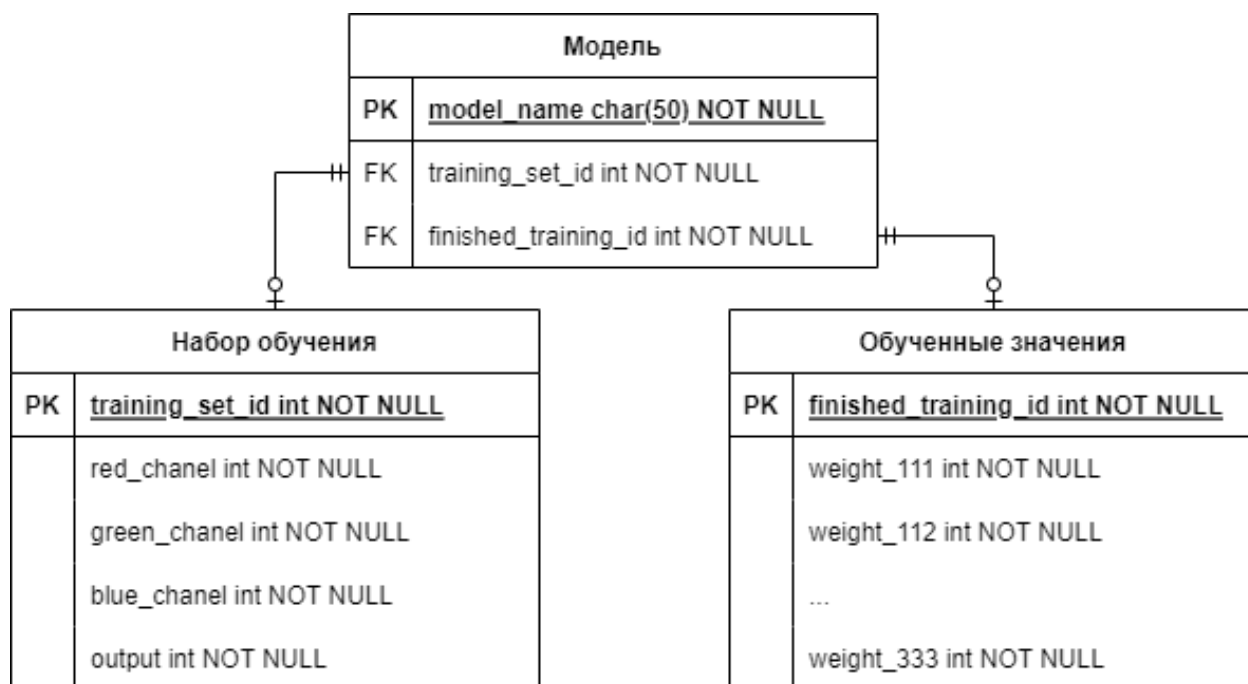 Модель
PK model_name char(50) NOT NULL
FK training_set_id int NOT NULL
FK finished_training_id int NOT NULL
Набор обучения
PK training_set_id int NOT NULL
red_chanel int NOT NULL
green_chanel int NOT NULL
blue_chanel int NOT NULL
output int NOT NULL
Обученные значения
PK finished_training_id int NOT NULL
weight_111 int NOT NULL
weight_112 int NOT NULL
...
weight_333 int NOT NULL